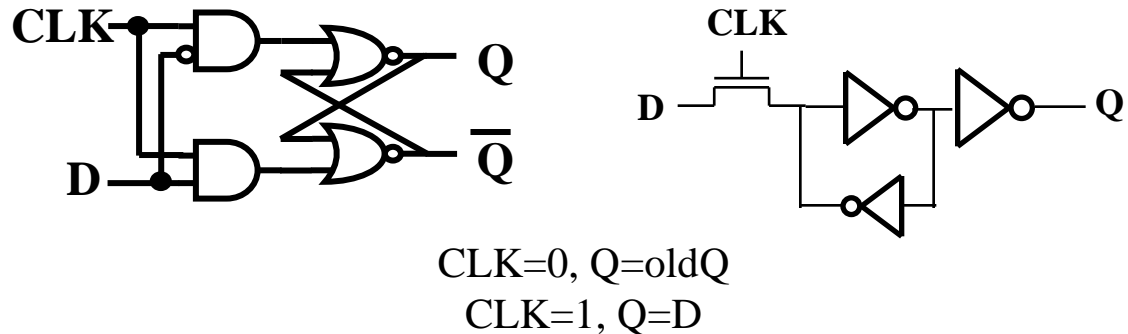 CLK
D
Q
Q̅
CLK
D
Q
CLK=0, Q=oldQ
CLK=1, Q=D